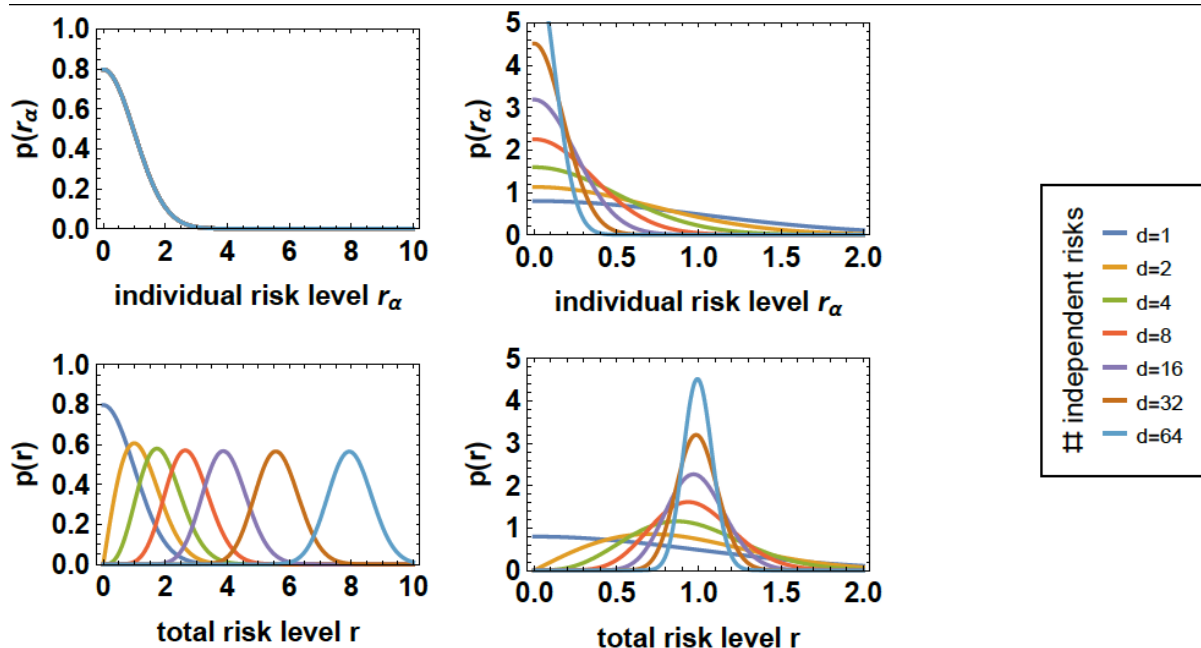 1.0
0.8
0.6
0.4
0.2
0.0
p(rα)
0 2 4 6 8 10
individual risk level rα
5
4
3
2
1
0
p(rα)
0.0 0.5 1.0 1.5 2.0
individual risk level rα
1.0
0.8
0.6
0.4
0.2
0.0
p(r)
0 2 4 6 8 10
total risk level r
5
4
3
2
1
0
p(r)
0.0 0.5 1.0 1.5 2.0
total risk level r
# independent risks
d=1
d=2
d=4
d=8
d=16
d=32
d=64